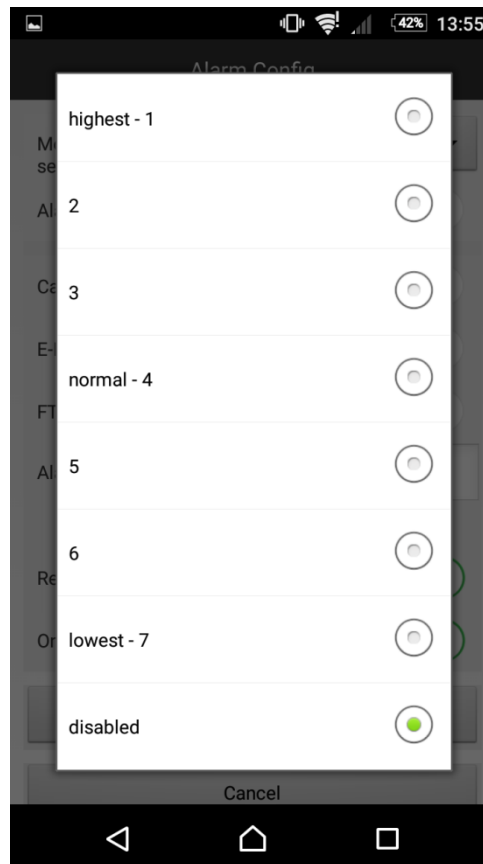 42% 13:55
Alarm Config
highest - 1
2
3
normal - 4
5
6
lowest - 7
disabled
Cancel